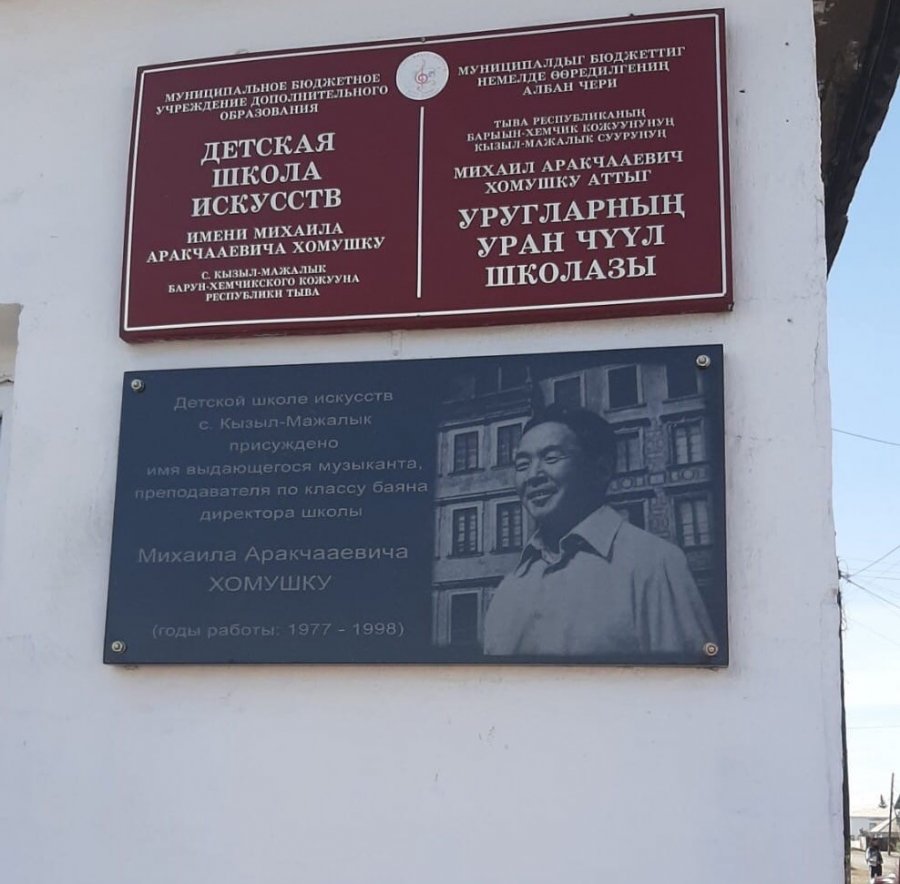 МУНИЦИПАЛЬНОЕ БЮДЖЕТНОЕ
УЧРЕЖДЕНИЕ ДОПОЛНИТЕЛЬНОГО
ОБРАЗОВАНИЯ
ДЕТСКАЯ
ШКОЛА
ИСКУССТВ
ИМЕНИ МИХАИЛА
АРАКЧААЕВИЧА ХОМУШКУ
С. КЫЗЫЛ-МАЖАЛЫК
БАРУН-ХЕМЧИКСКОГО КОЖУУНА
РЕСПУБЛИКИ ТЫВА
МУНИЦИПАЛДЫГ БЮДЖЕТТИГ
НЕМЕЛДЕ ӨӨРЕДИЛГЕНИҢ
АЛБАН ЧЕРИ
ТЫВА РЕСПУБЛИКАНЫҢ
БАРЫЫН-ХЕМЧИК КОЖУУНУНУҢ
КЫЗЫЛ-МАЖАЛЫК СУУРУНУҢ
МИХАИЛ АРАКЧААЕВИЧ
ХОМУШКУ АТТЫГ
УРУГЛАРНЫҢ
УРАН ЧҮҮЛ
ШКОЛАЗЫ
Детской школе искусств
с. Кызыл-Мажалык
присуждено
имя выдающегося музыканта,
преподавателя по классу баяна
директора школы
Михаила Аракчааевича
ХОМУШКУ
(годы работы: 1977 - 1998)